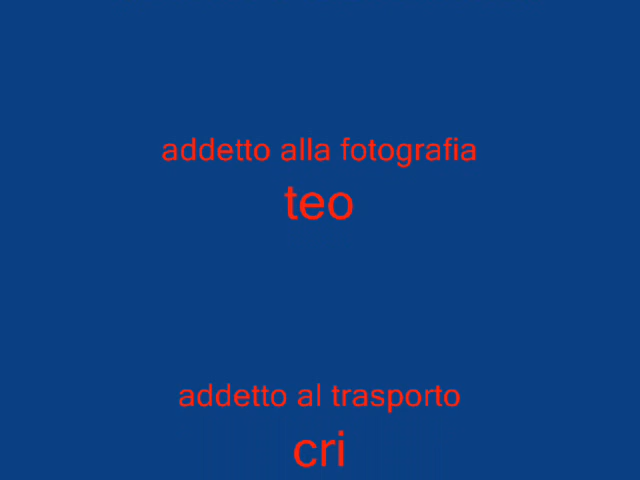 addetto alla fotografia
teo
addetto al trasporto
cri